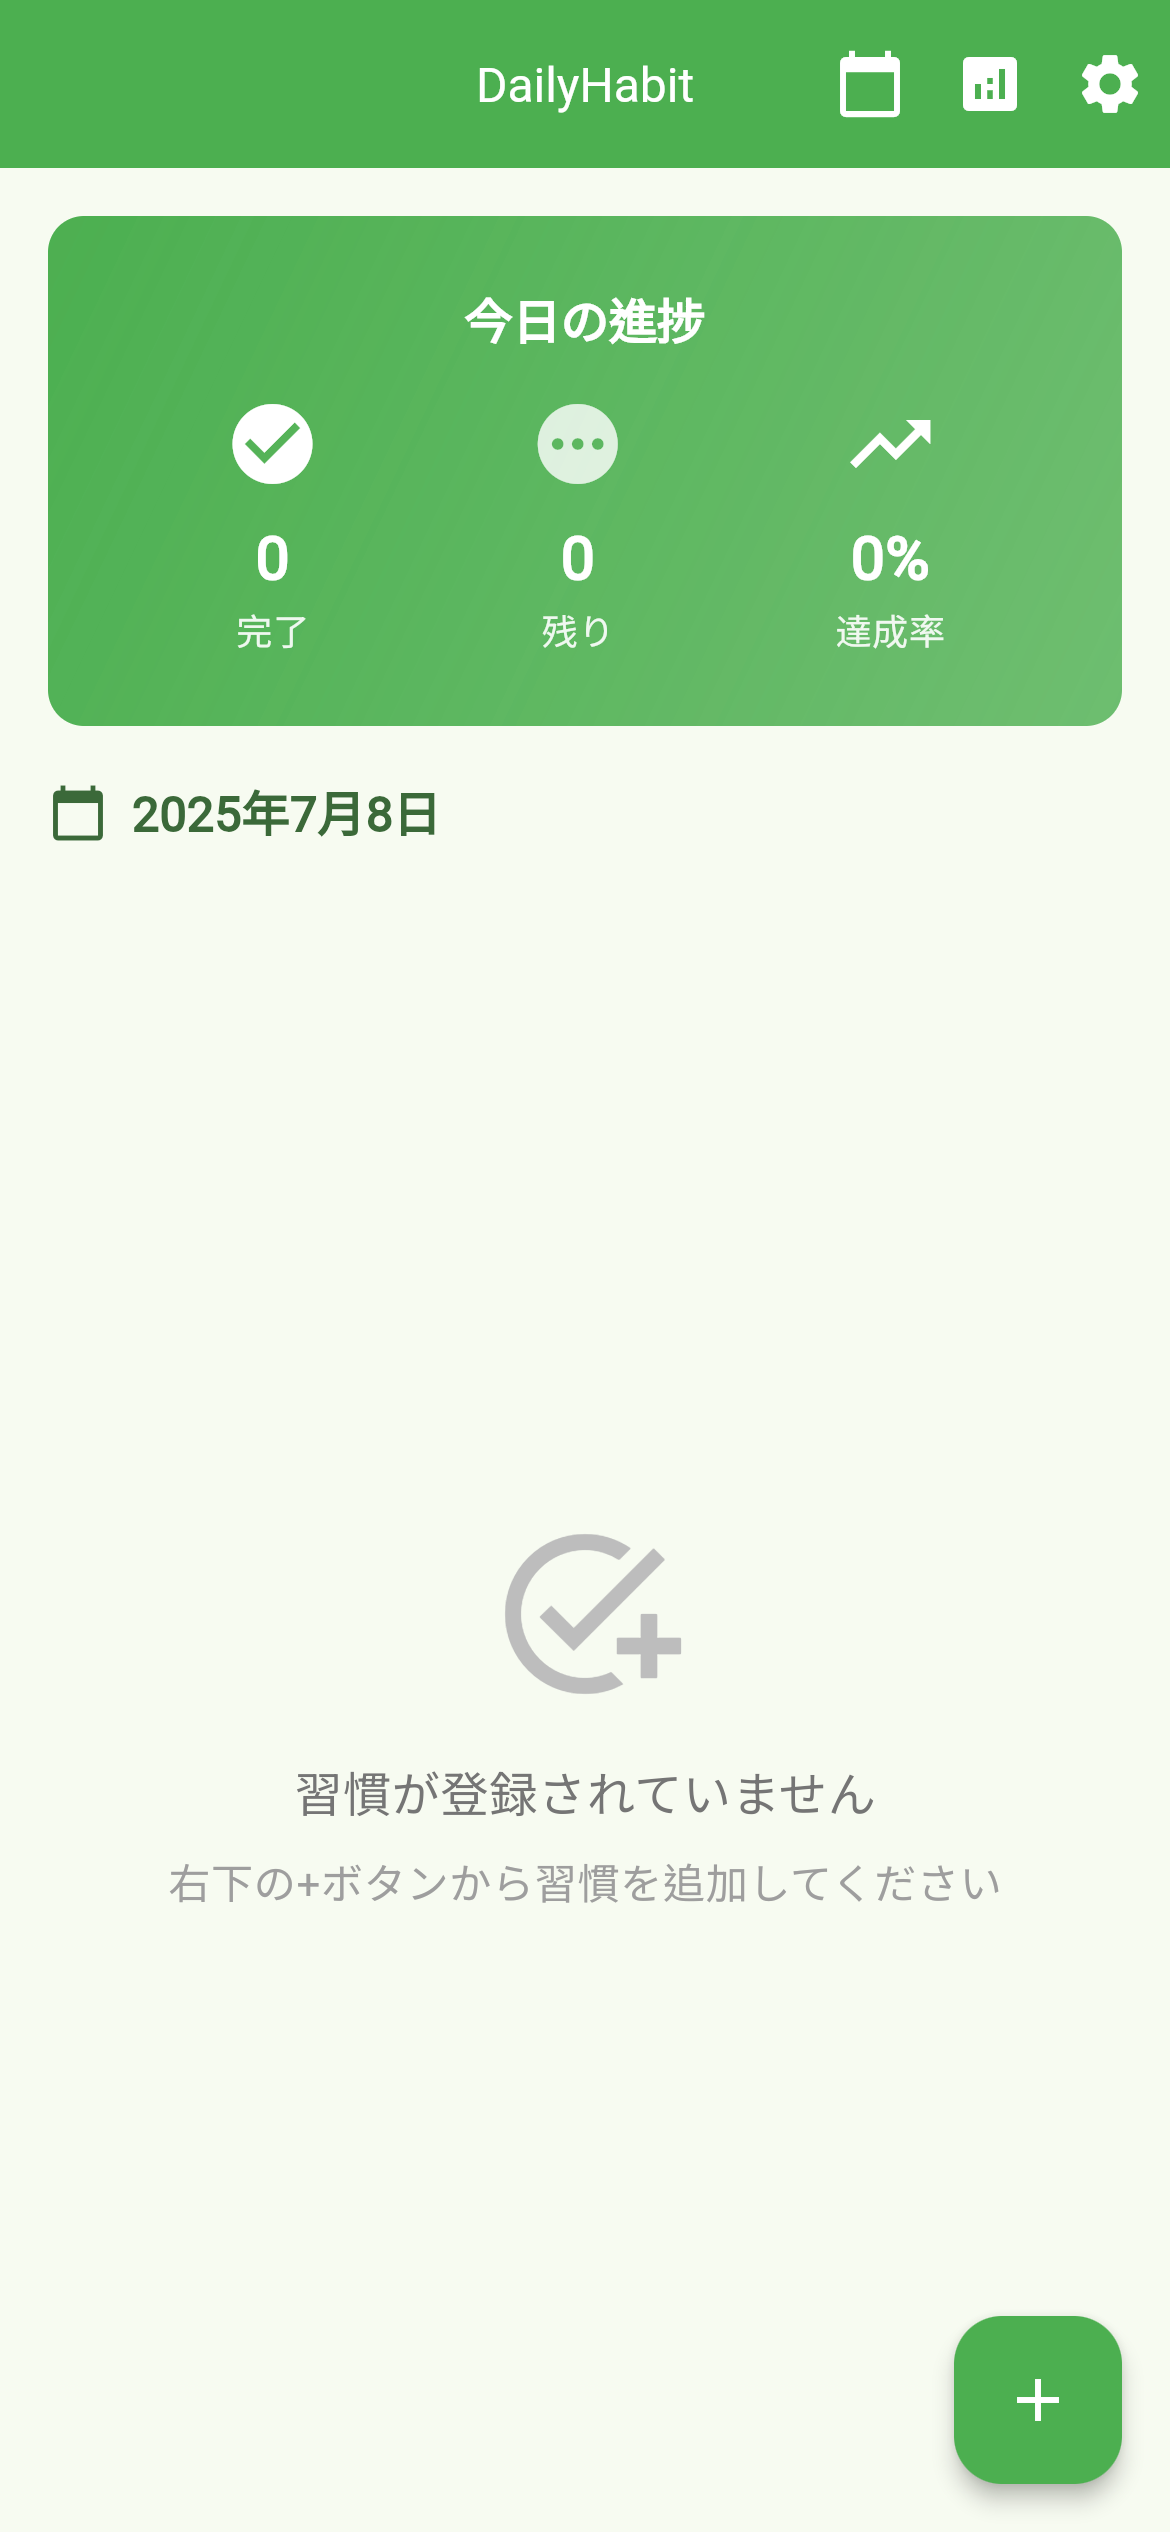 DailyHabit
今日の進捗
0 0 0%
完了 残り 達成率
2025年7月8日
習慣が登録されていません
右下の+ボタンから習慣を追加してください